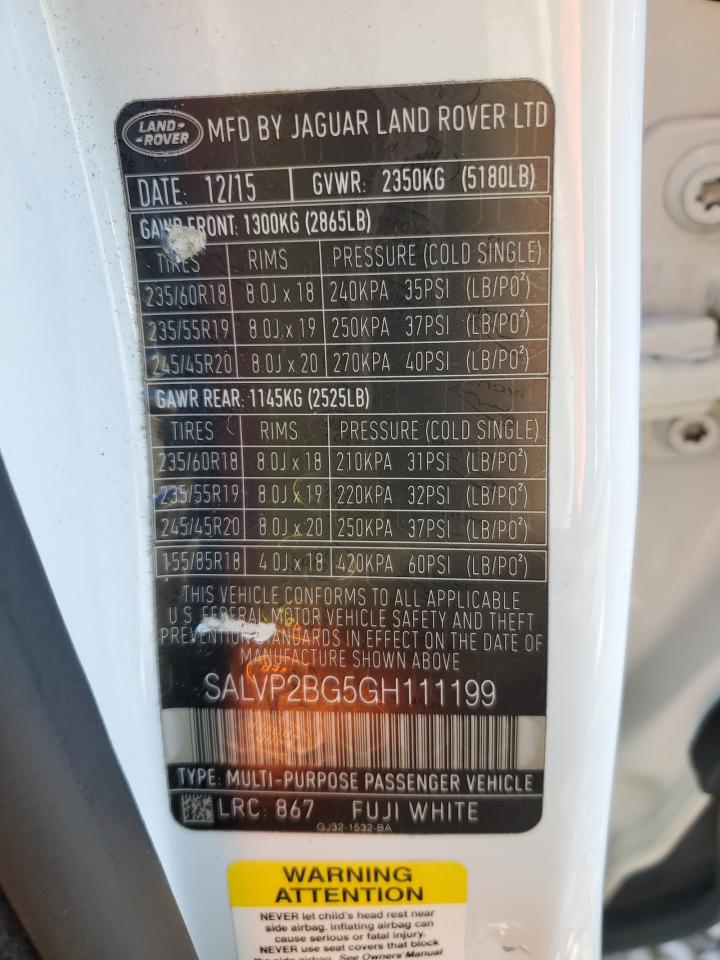 LAND ROVER MFD BY JAGUAR LAND ROVER LTD
DATE: 12/15 GVWR: 2350KG (5180LB)
GAWR FRONT: 1300KG (2865LB)
TIRES RIMS PRESSURE (COLD SINGLE)
235/60R18 8.0J x 18 240KPA 35PSI (LB/PO²)
235/55R19 8.0J x 19 250KPA 37PSI (LB/PO²)
245/45R20 8.0J x 20 270KPA 40PSI (LB/PO²)
GAWR REAR: 1145KG (2525LB)
TIRES RIMS PRESSURE (COLD SINGLE)
235/60R18 8.0J x 18 210KPA 31PSI (LB/PO²)
235/55R19 8.0J x 19 220KPA 32PSI (LB/PO²)
245/45R20 8.0J x 20 250KPA 37PSI (LB/PO²)
155/85R18 4.0J x 18 420KPA 60PSI (LB/PO²)
THIS VEHICLE CONFORMS TO ALL APPLICABLE
U.S. FEDERAL MOTOR VEHICLE SAFETY AND THEFT
PREVENTION STANDARDS IN EFFECT ON THE DATE OF
MANUFACTURE SHOWN ABOVE
SALVP2BG5GH111199
TYPE: MULTI-PURPOSE PASSENGER VEHICLE
LRC: 867 FUJI WHITE
GJ32-1532-BA
WARNING
ATTENTION
NEVER let child's head rest near
side airbag. inflating airbag can
cause serious or fatal injury.
NEVER use seat covers that block
the side airbag. See Owners Manual